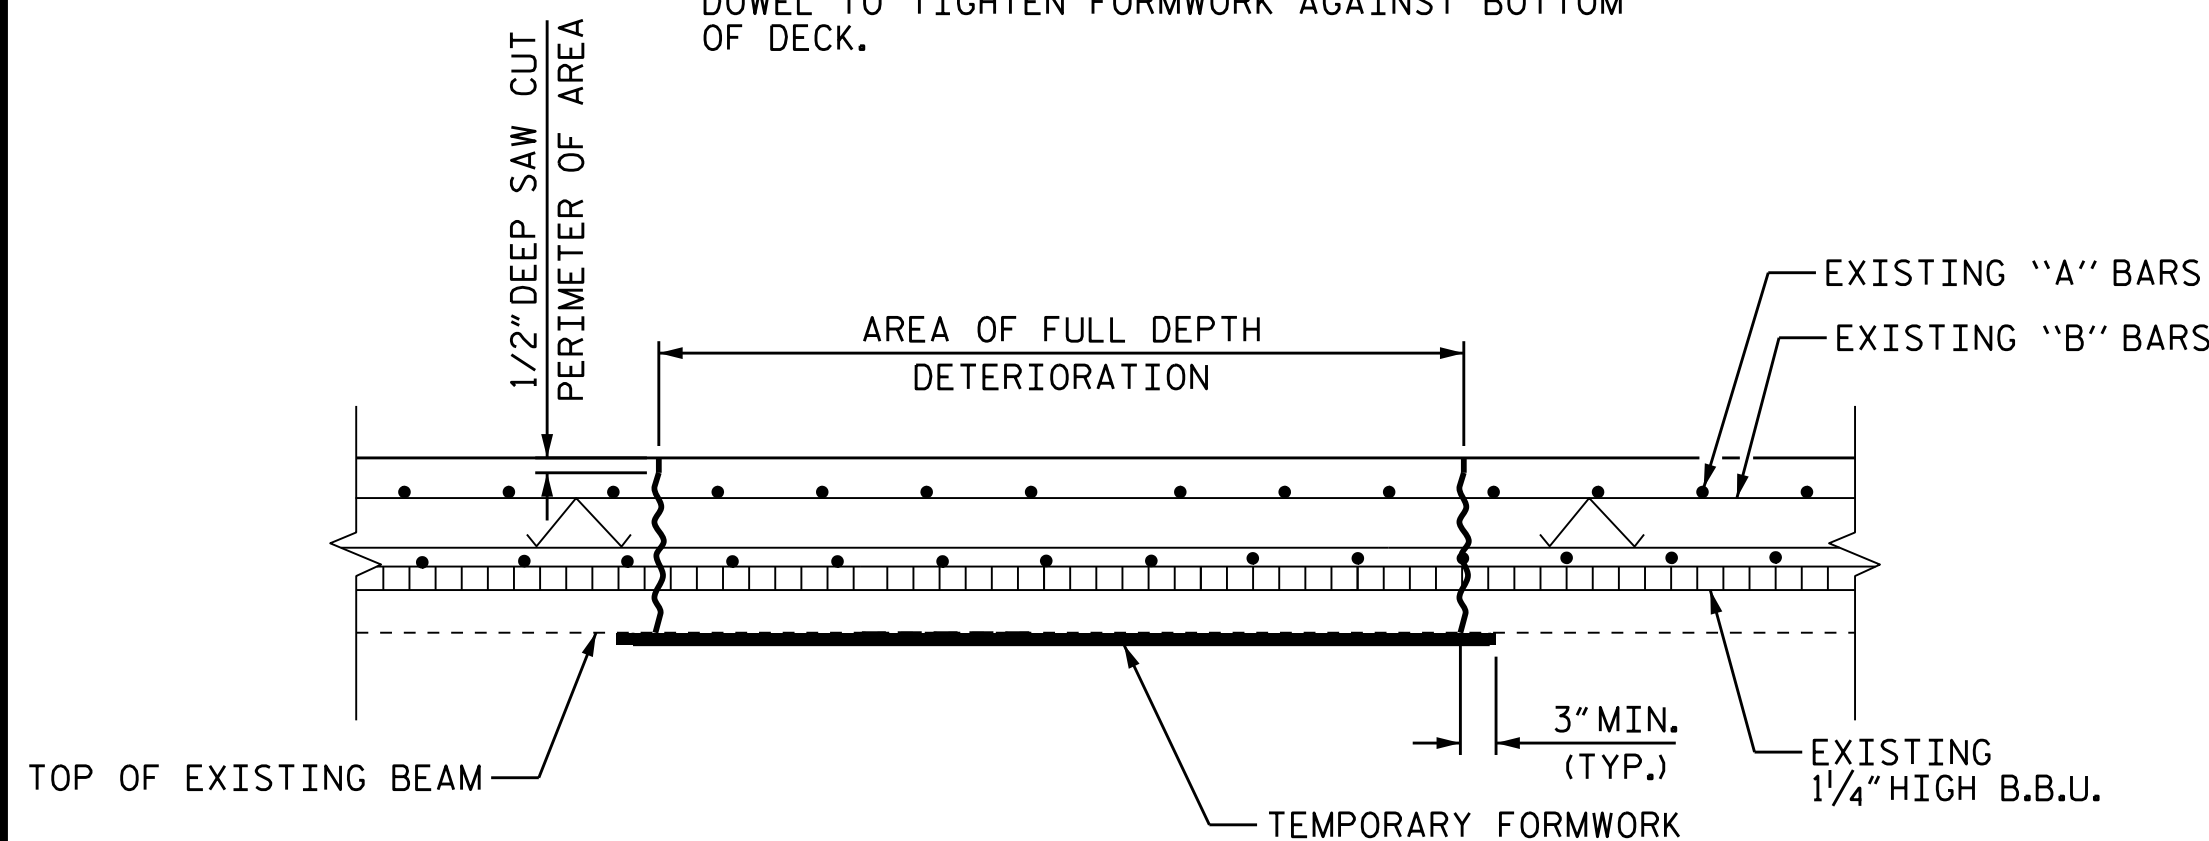 DOWEL TO TIGHTEN FORMWORK AGAINST BOTTOM
OF DECK.
1/2" DEEP SAW CUT
PERIMETER OF AREA
AREA OF FULL DEPTH
DETERIORATION
EXISTING "A" BARS
EXISTING "B" BARS
3" MIN.
(TYP.)
TOP OF EXISTING BEAM
EXISTING
1¼" HIGH B.B.U.
TEMPORARY FORMWORK